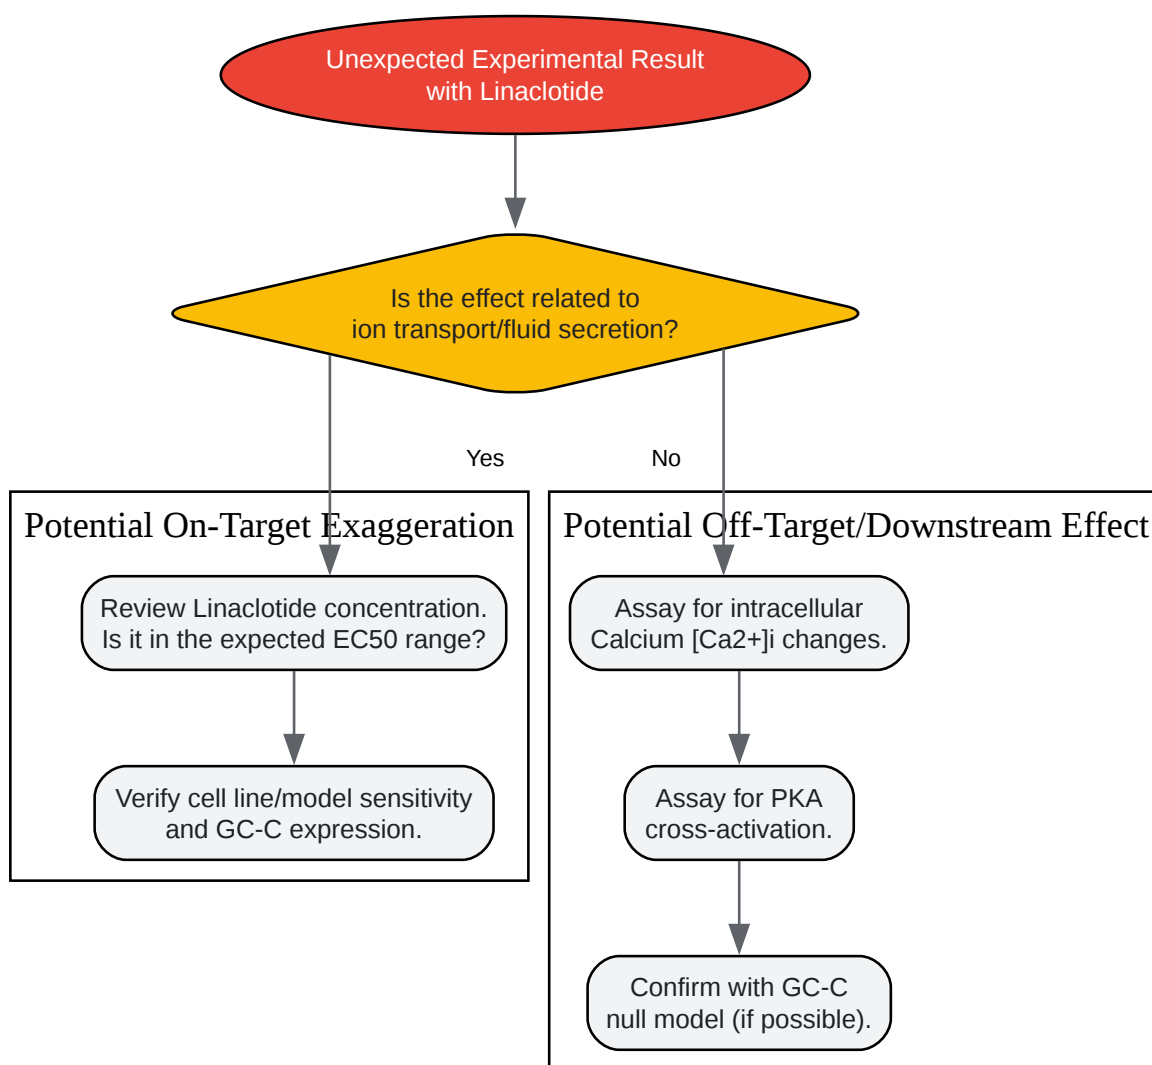 Unexpected Experimental Result
with Linaclotide
Is the effect related to
ion transport/fluid secretion?
Yes
No
Potential On-Target Exaggeration
Review Linaclotide concentration.
Is it in the expected EC50 range?
Verify cell line/model sensitivity
and GC-C expression.
Potential Off-Target/Downstream Effect
Assay for intracellular
Calcium [Ca2+]i changes.
Assay for PKA
cross-activation.
Confirm with GC-C
null model (if possible).